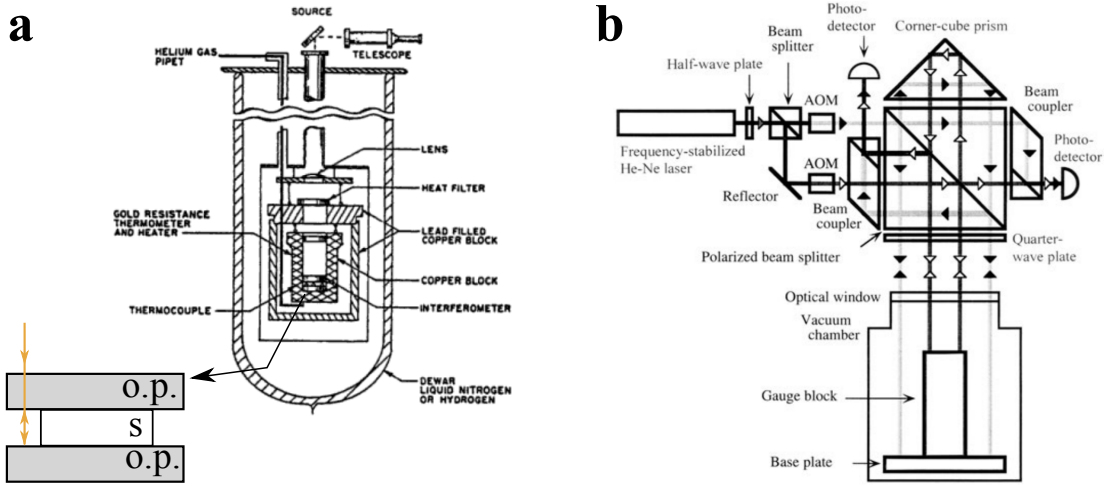 a
SOURCE
TELESCOPE
HELIUM GAS
PIPET
LENS
HEAT FILTER
GOLD RESISTANCE
THERMOMETER
AND HEATER
LEAD FILLED
COPPER BLOCK
COPPER BLOCK
THERMOCOUPLE
INTERFEROMETER
DEWAR
LIQUID NITROGEN
OR HYDROGEN
o.p.
s
o.p.
b
Photo-
detector
Corner-cube prism
Beam
splitter
Half-wave plate
AOM
Beam
coupler
Photo-
detector
Frequency-stabilized
He-Ne laser
AOM
Reflector
Beam
coupler
Polarized beam splitter
Quarter-
wave plate
Optical window
Vacuum
chamber
Gauge block
Base plate